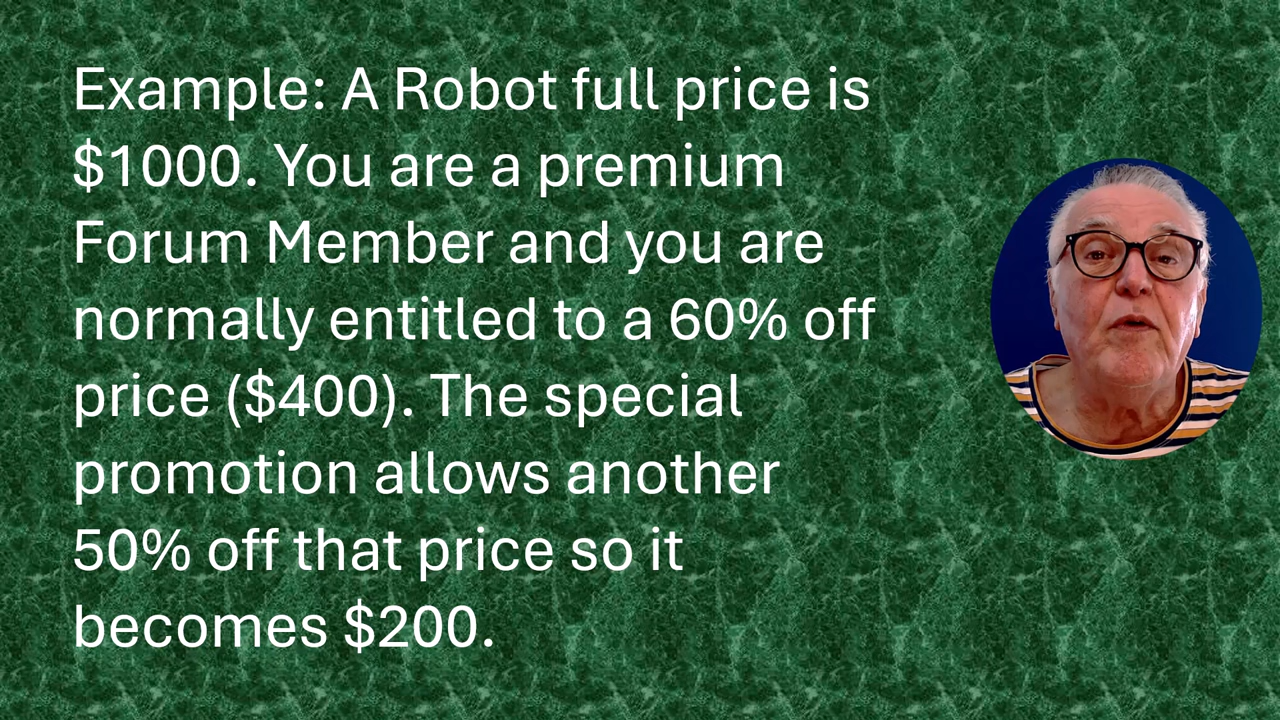 Example: A Robot full price is
$1000. You are a premium
Forum Member and you are
normally entitled to a 60% off
price ($400). The special
promotion allows another
50% off that price so it
becomes $200.